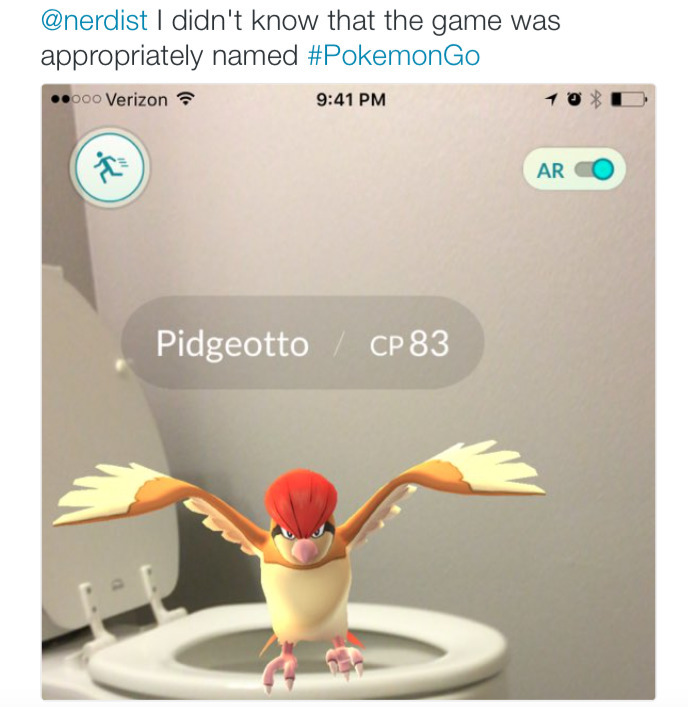 @nerdist I didn't know that the game was
appropriately named #PokemonGo
Verizon 9:41 PM
AR
Pidgeotto / CP 83